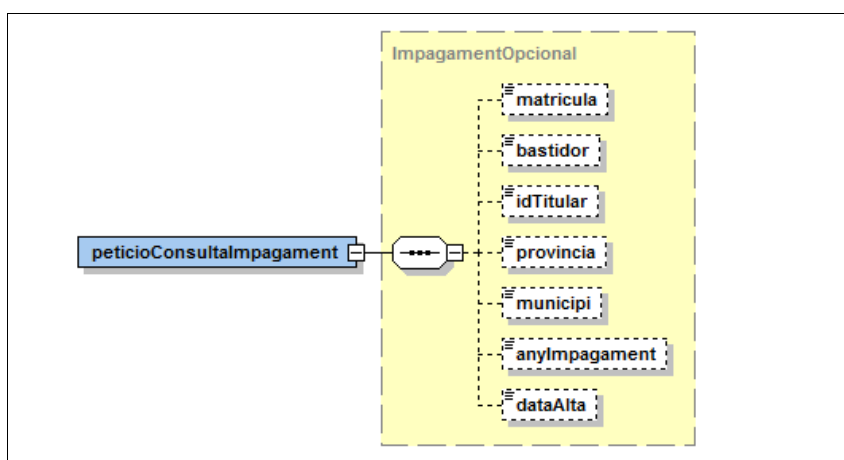 ImpagamentOpcional
matricula
bastidor
idTitular
peticioConsultaImpagament
provincia
municipi
anyImpagament
dataAlta